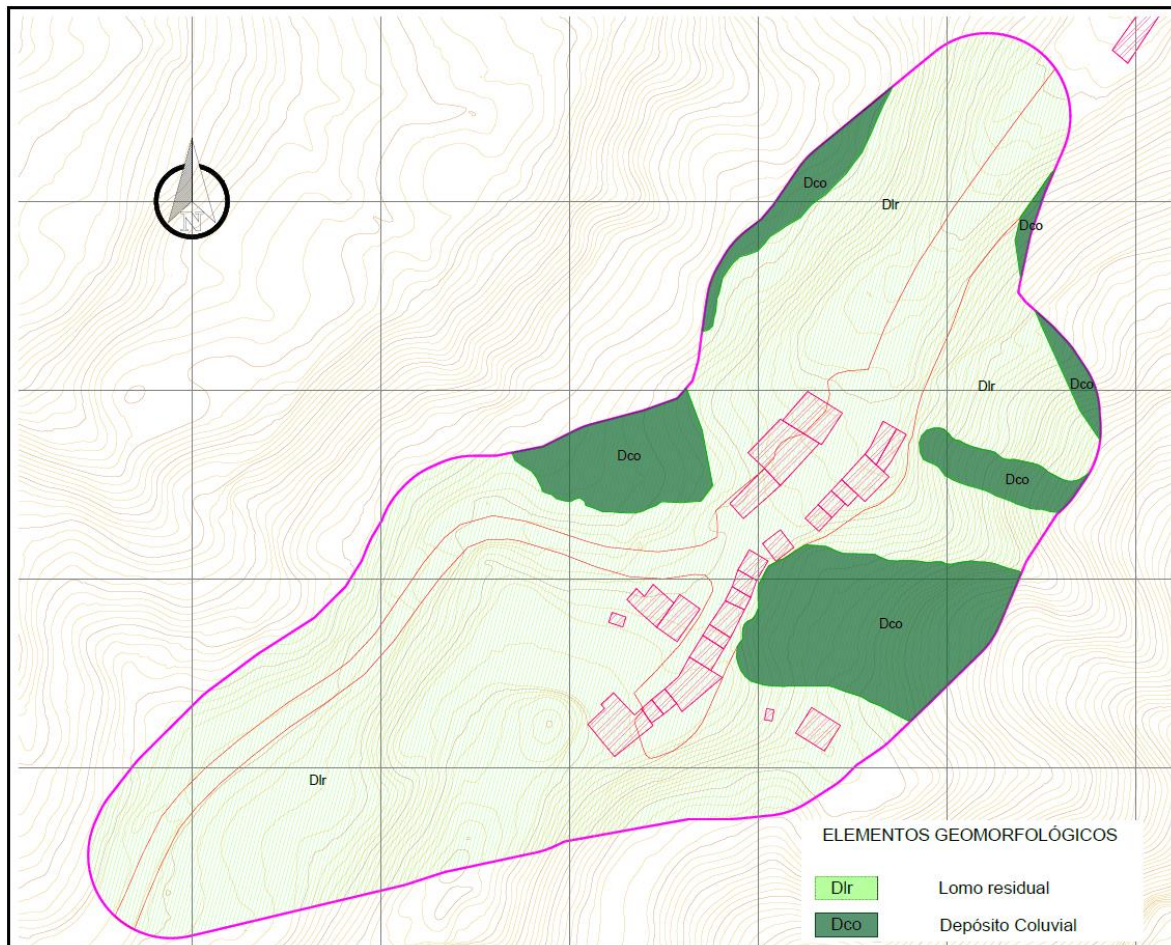 Dco
Dlr
Dco
Dlr
Dco
Dco
Dco
Dco
Dlr
N
ELEMENTOS GEOMORFOLÓGICOS
Dlr Lomo residual
Dco Depósito Coluvial